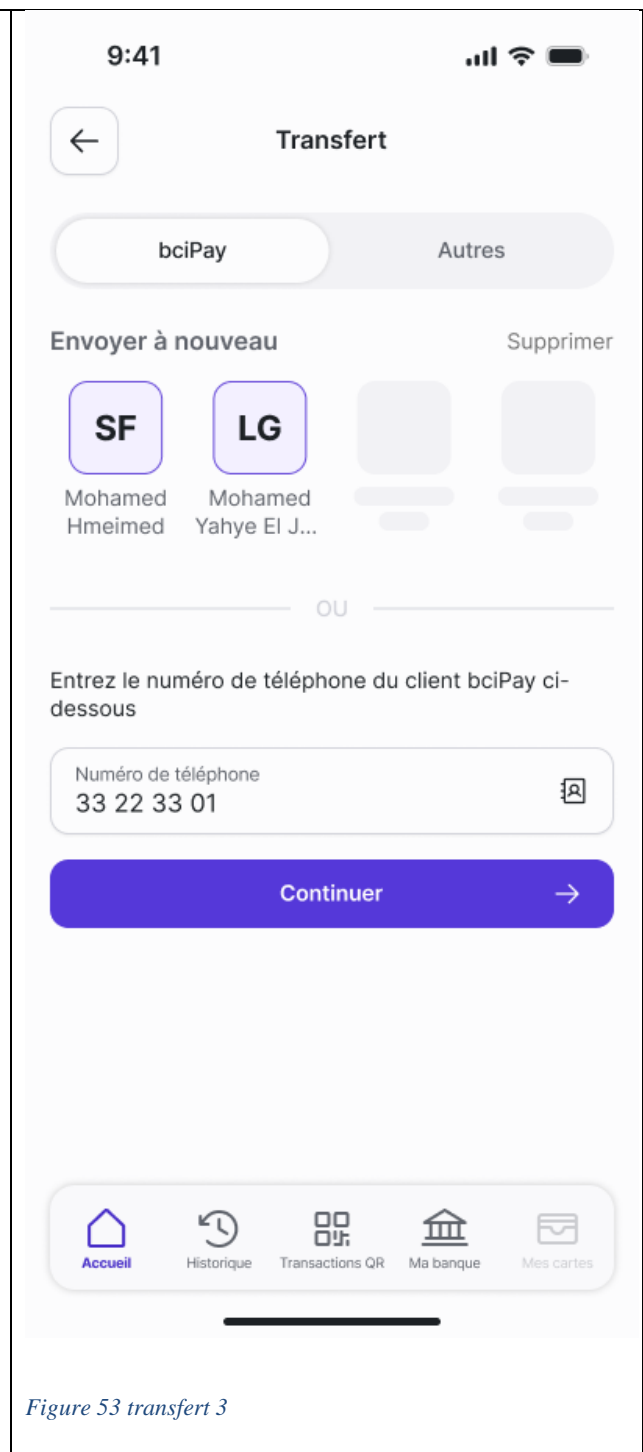 9:41
Transfert
bciPay
Autres
Envoyer à nouveau
Supprimer
SF
LG
Mohamed
Hmeimed
Mohamed
Yahye El J...
OU
Entrez le numéro de téléphone du client bciPay ci-
dessous
Numéro de téléphone
33 22 33 01
Continuer
Accueil
Historique
Transactions QR
Ma banque
Mes cartes
Figure 53 transfert 3